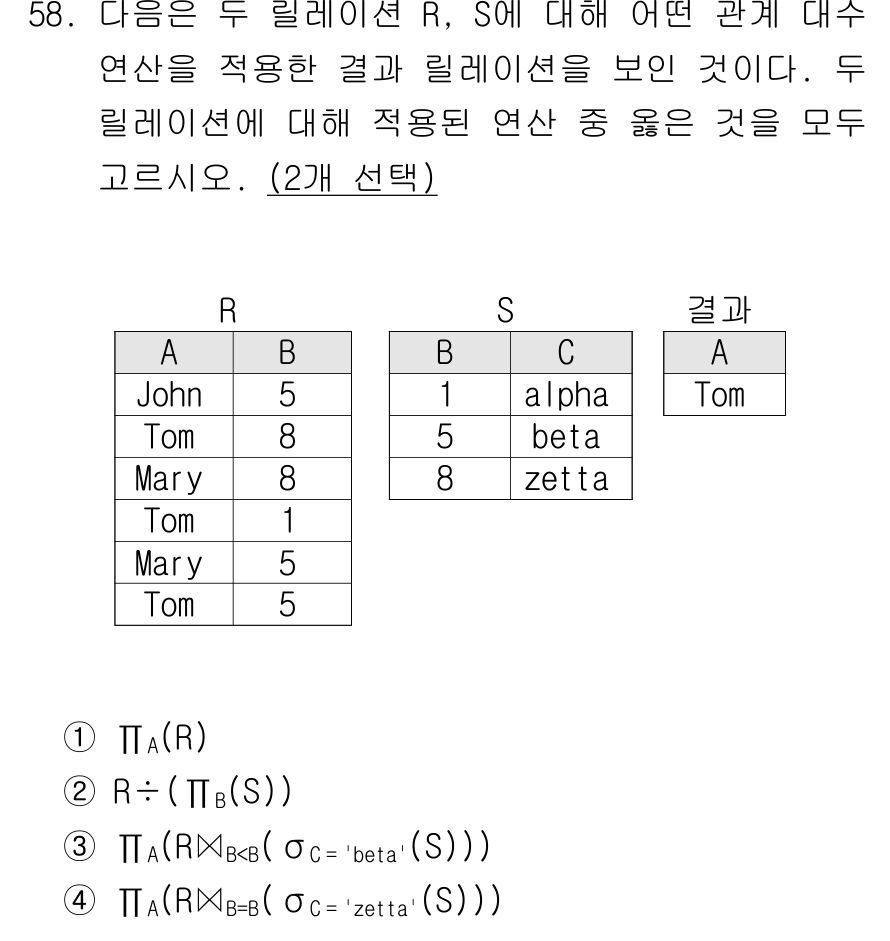 58. 다음은 두 릴레이션 R, S에 대해 어떤 관계 대수
연산을 적용한 결과 릴레이션을 보인 것이다. 두
릴레이션에 대해 적용된 연산 중 옳은 것을 모두
고르시오. (2개 선택)
R S 결과
A B B C A
John 5 1 alpha Tom
Tom 8 5 beta
Mary 8 8 zetta
Tom 1
Mary 5
Tom 5
① ∏A(R)
② R÷(∏B(S))
③ ∏A(R⋈B<B(σC='beta'(S)))
④ ∏A(R⋈B=B(σC='zetta'(S)))